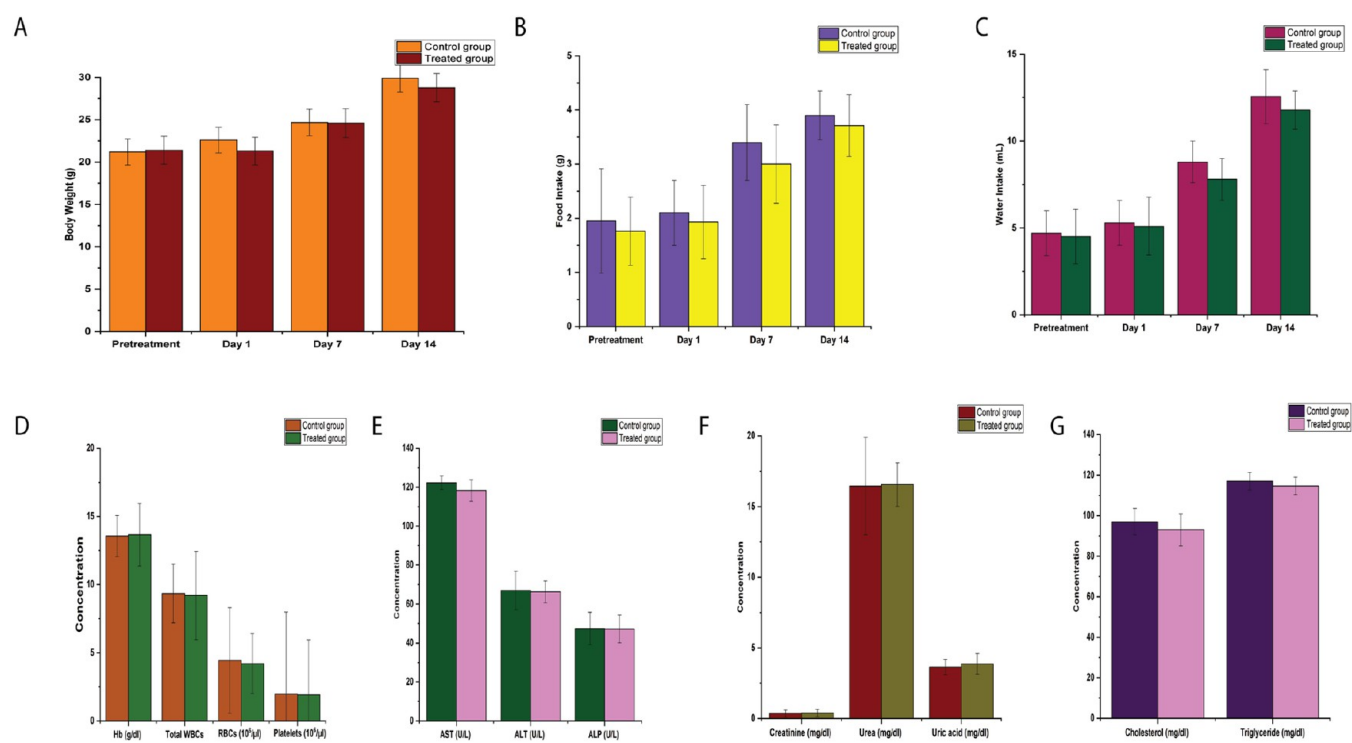 A
Control group
Treated group
30
25
20
15
10
5
0
Body Weight (g)
Pretreatment Day 1 Day 7 Day 14
B
Control group
Treated group
5
4
3
2
1
0
Food Intake (g)
Pretreatment Day 1 Day 7 Day 14
C
Control group
Treated group
15
10
5
0
Water Intake (mL)
Pretreatment Day 1 Day 7 Day 14
D
Control group
Treated group
20
15
10
5
0
Concentration
Hb (g/dl) Total WBCs RBCs (10⁶/µl) Platelets (10⁵/µl)
E
Control group
Treated group
140
120
100
80
60
40
20
0
Concentration
AST (U/L) ALT (U/L) ALP (U/L)
F
Control group
Treated group
20
15
10
5
0
Concentration
Creatinine (mg/dl) Urea (mg/dl) Uric acid (mg/dl)
G
Control group
Treated group
140
120
100
80
60
40
20
0
Concentration
Cholesterol (mg/dl) Triglyceride (mg/dl)